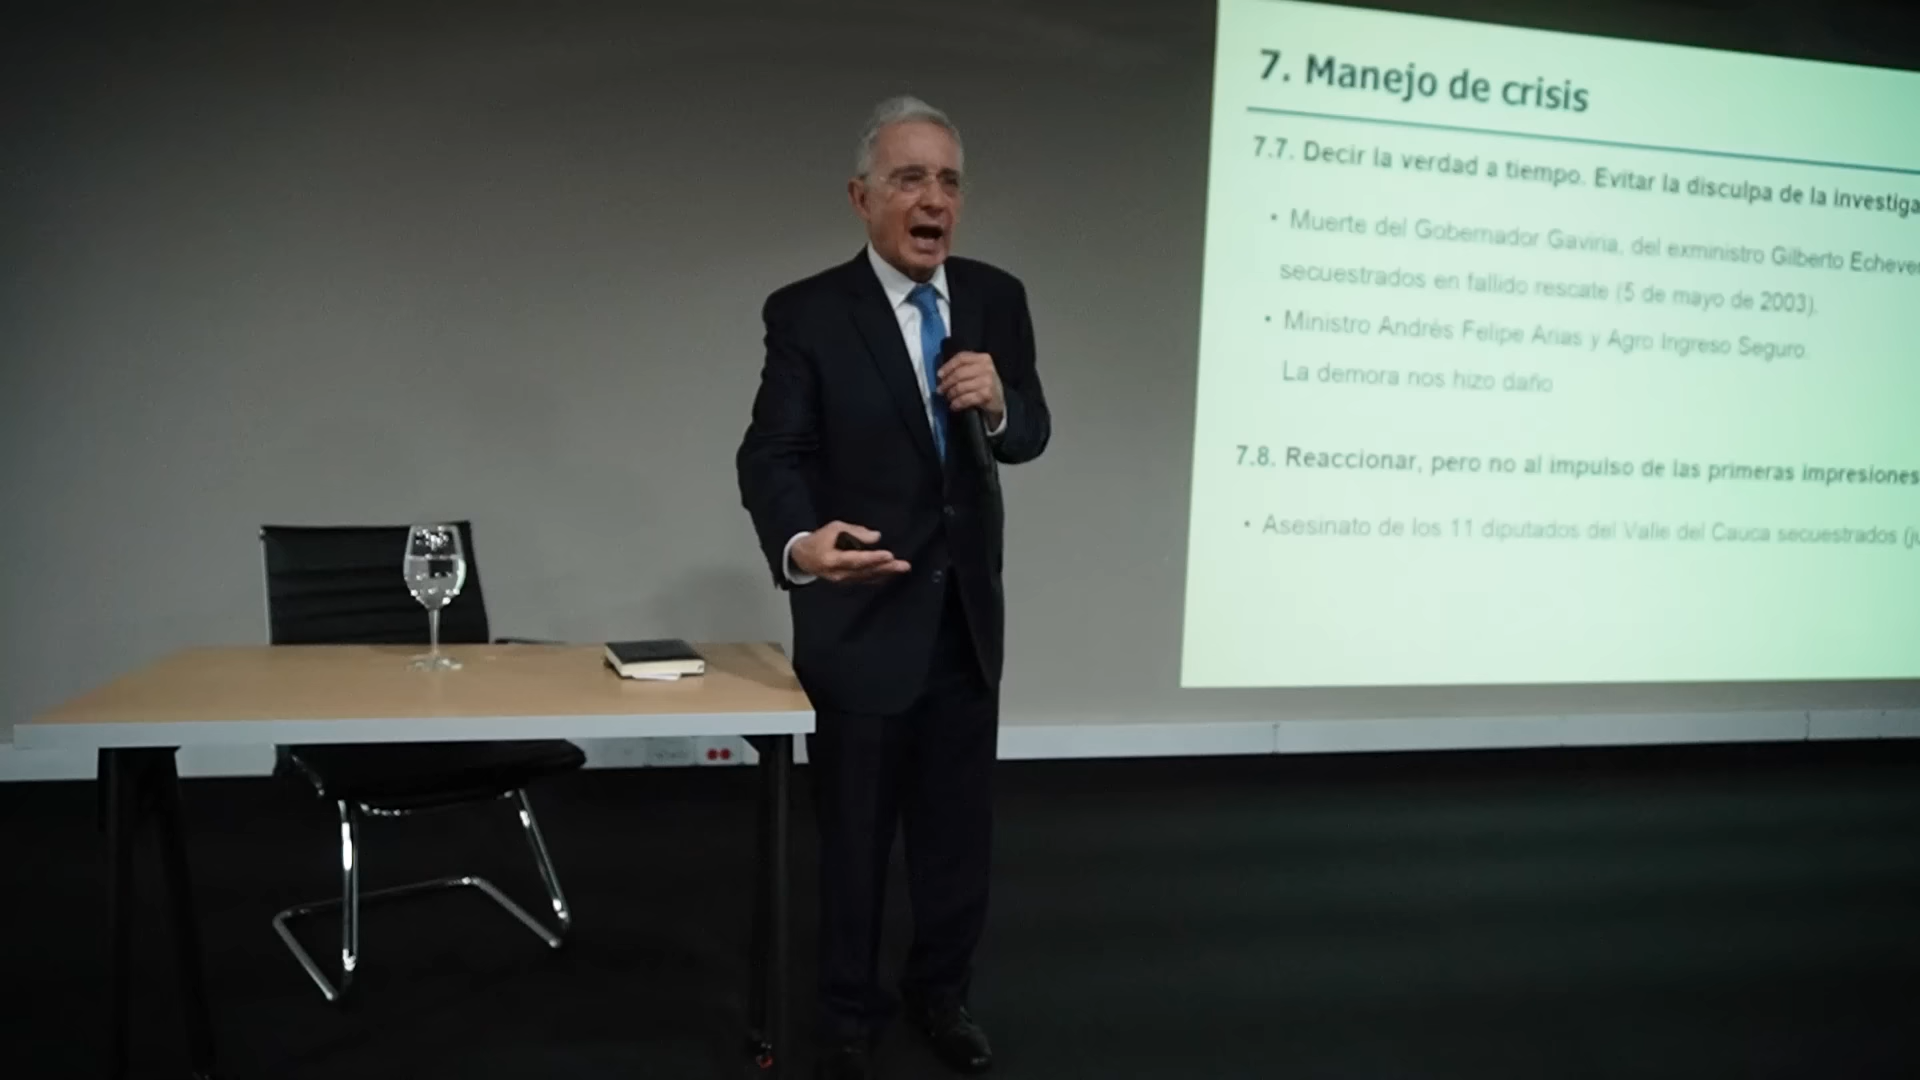 7. Manejo de crisis
7.7. Decir la verdad a tiempo. Evitar la disculpa de la investiga
• Muerte del Gobernador Gaviria, del exministro Gilberto Echever
secuestrados en fallido rescate (5 de mayo de 2003).
• Ministro Andrés Felipe Arias y Agro Ingreso Seguro.
La demora nos hizo daño
7.8. Reaccionar, pero no al impulso de las primeras impresiones
• Asesinato de los 11 diputados del Valle del Cauca secuestrados (ju